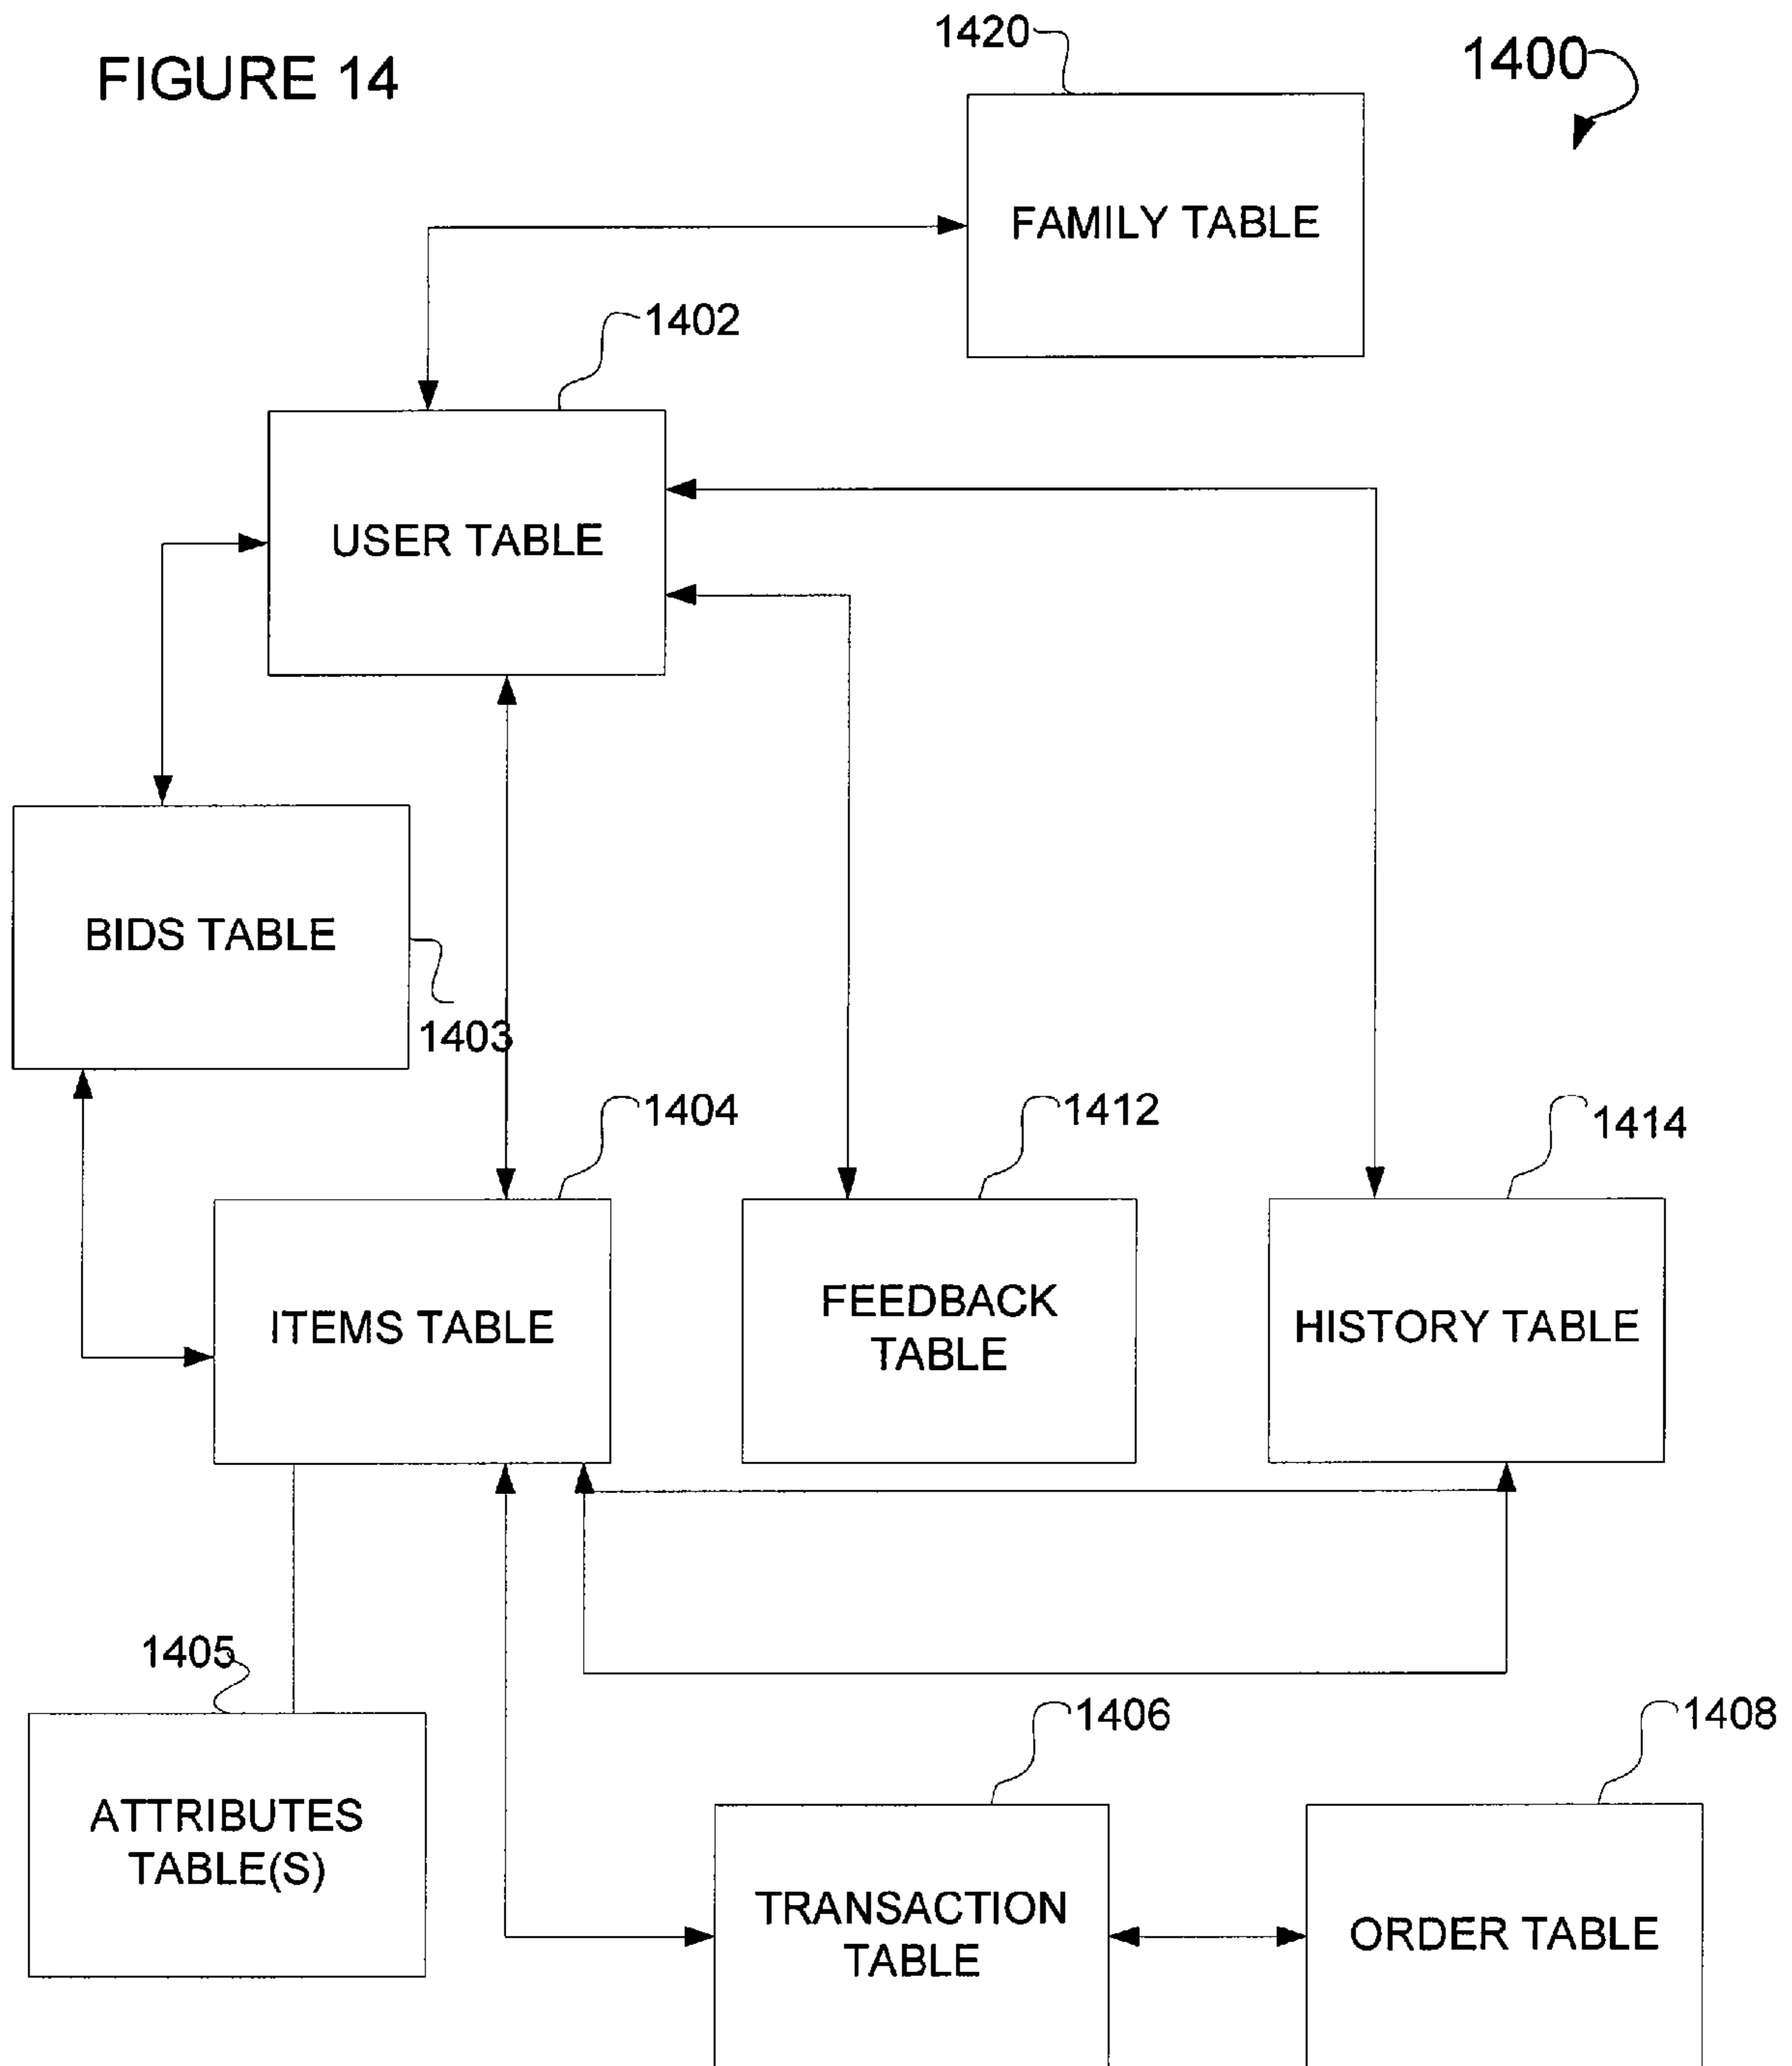 FIGURE 14
1420
1400
FAMILY TABLE
1402
USER TABLE
BIDS TABLE
1403
1404
1412
1414
ITEMS TABLE
FEEDBACK
TABLE
HISTORY TABLE
1405
1406
1408
ATTRIBUTES
TABLE(S)
TRANSACTION
TABLE
ORDER TABLE